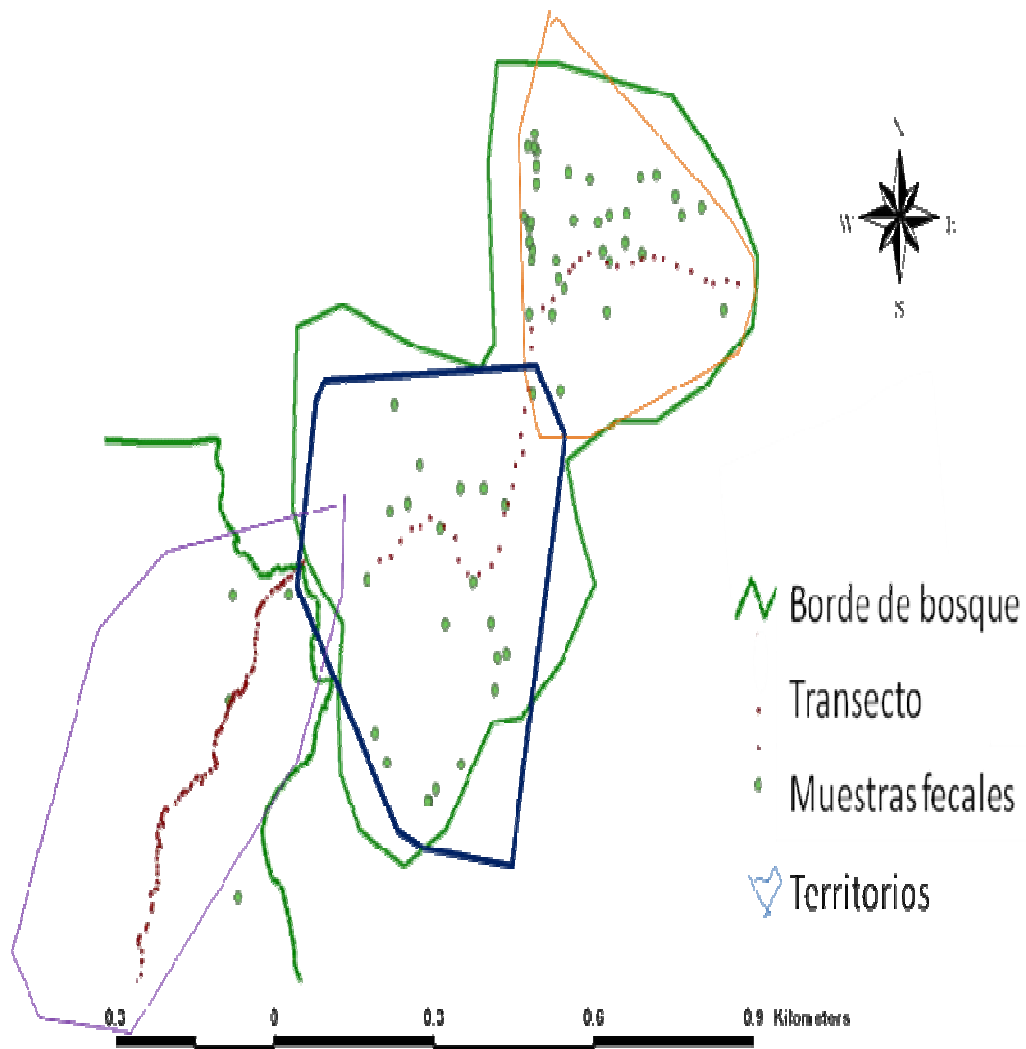 W
S
Borde de bosque
Transecto
Muestras fecales
Territorios
0.3 0 0.3 0.6 0.9 Kilometers